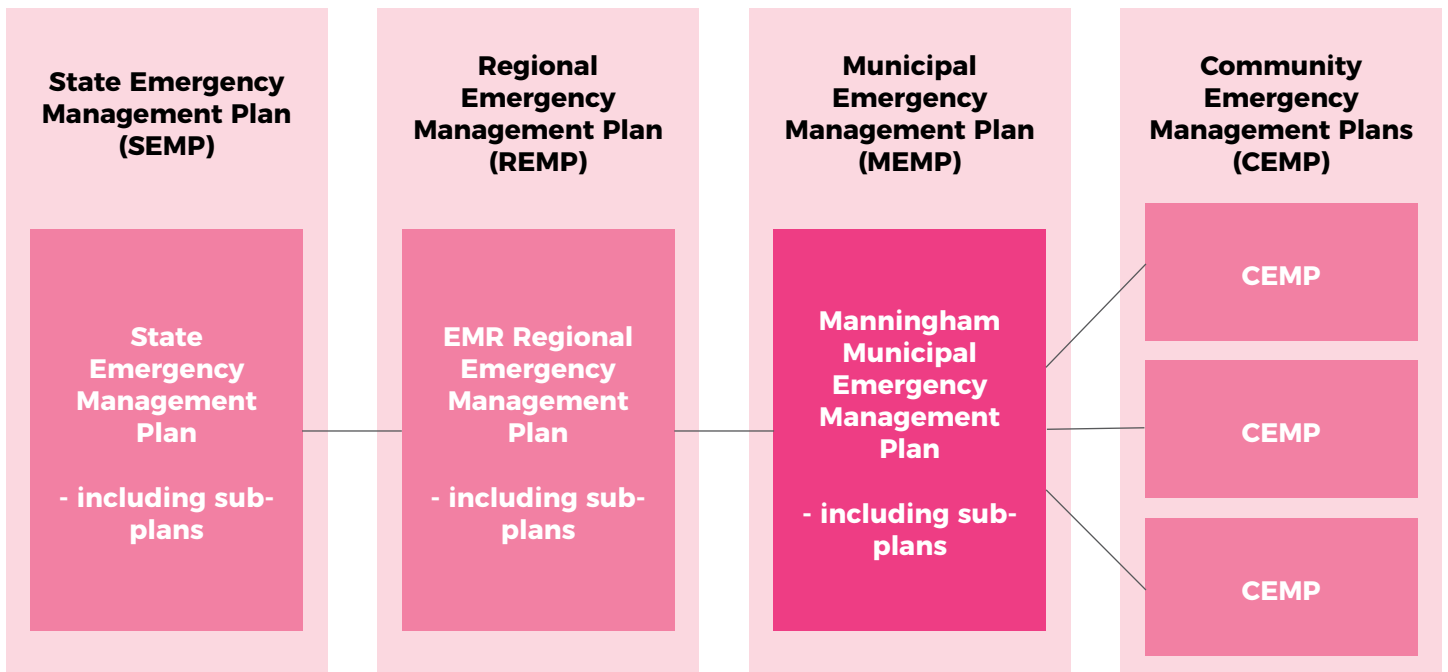 State Emergency
Management Plan
(SEMP)
State
Emergency
Management
Plan
- including sub-
plans
Regional
Emergency
Management Plan
(REMP)
EMR Regional
Emergency
Management
Plan
- including sub-
plans
Municipal
Emergency
Management Plan
(MEMP)
Manningham
Municipal
Emergency
Management
Plan
- including sub-
plans
Community
Emergency
Management Plans
(CEMP)
CEMP
CEMP
CEMP